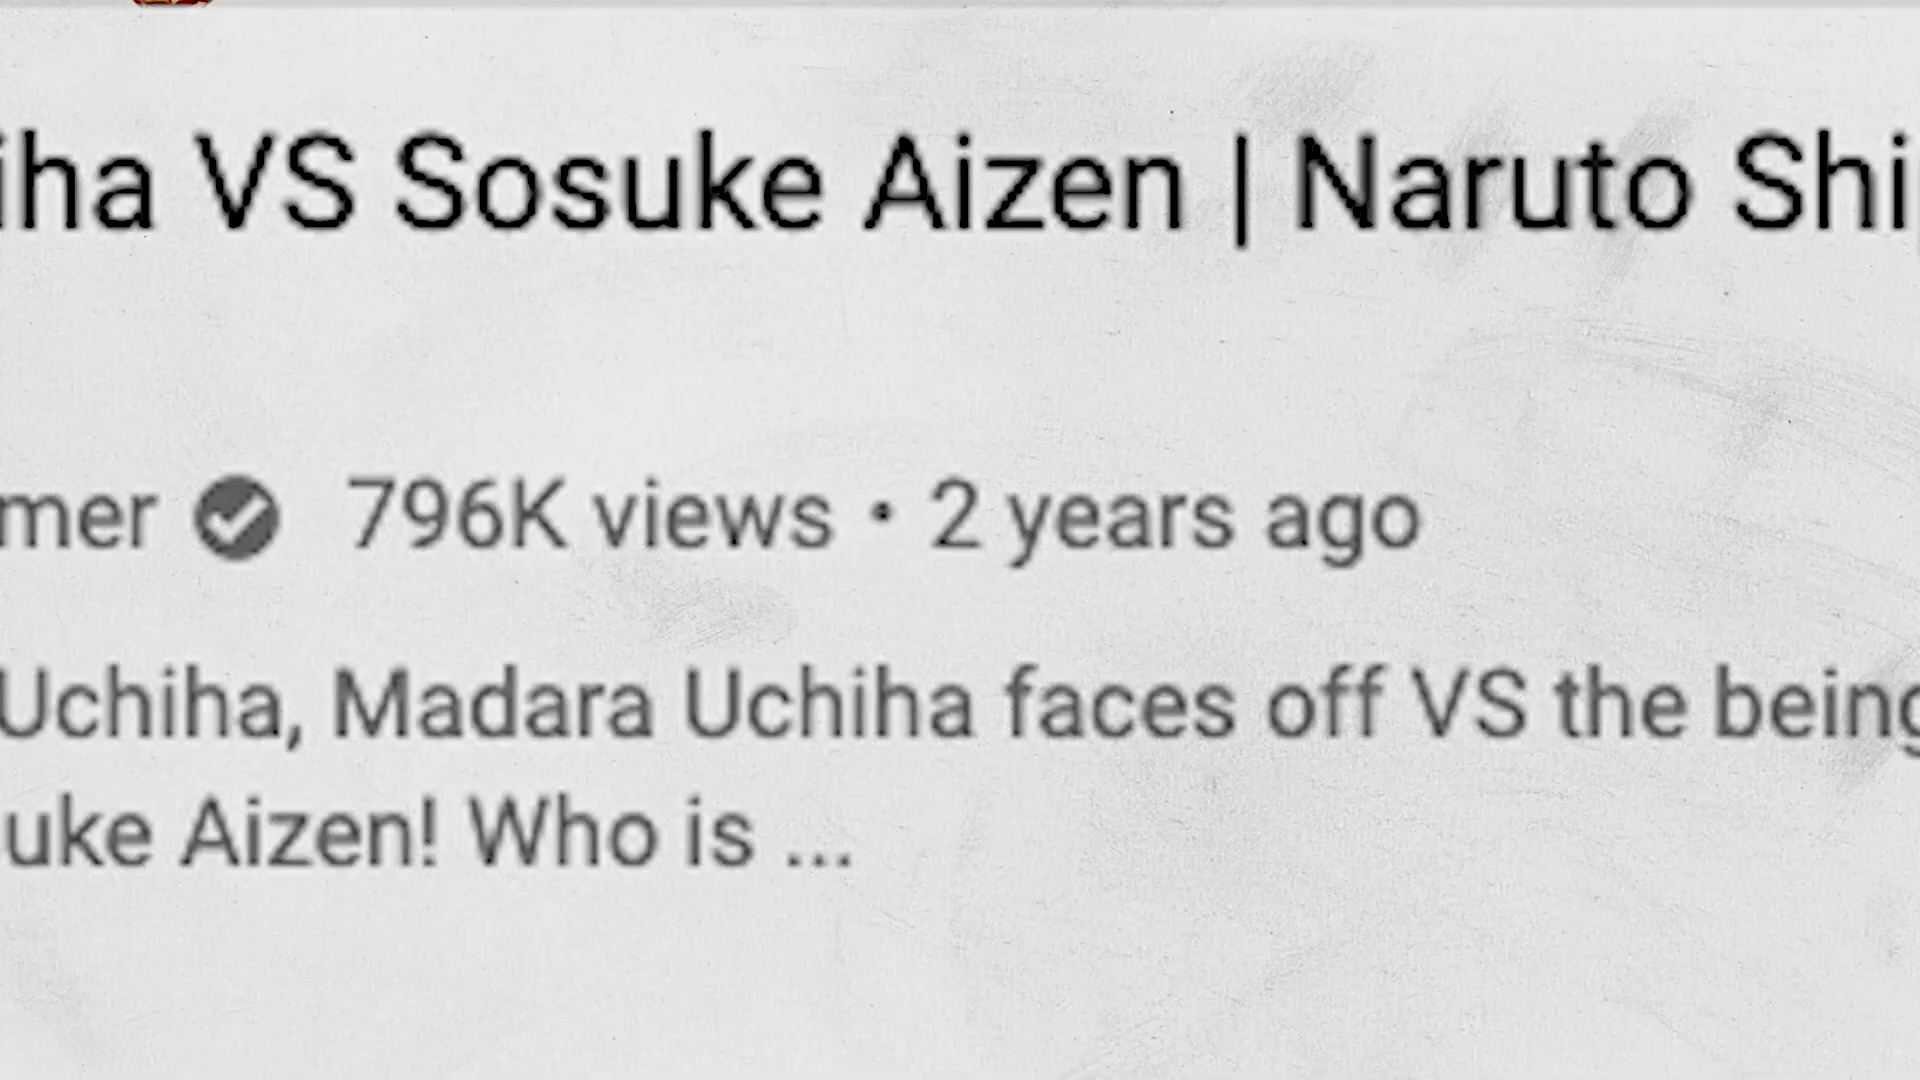 iha VS Sosuke Aizen | Naruto Shi
mer 796K views • 2 years ago
Uchiha, Madara Uchiha faces off VS the being
suke Aizen! Who is ...